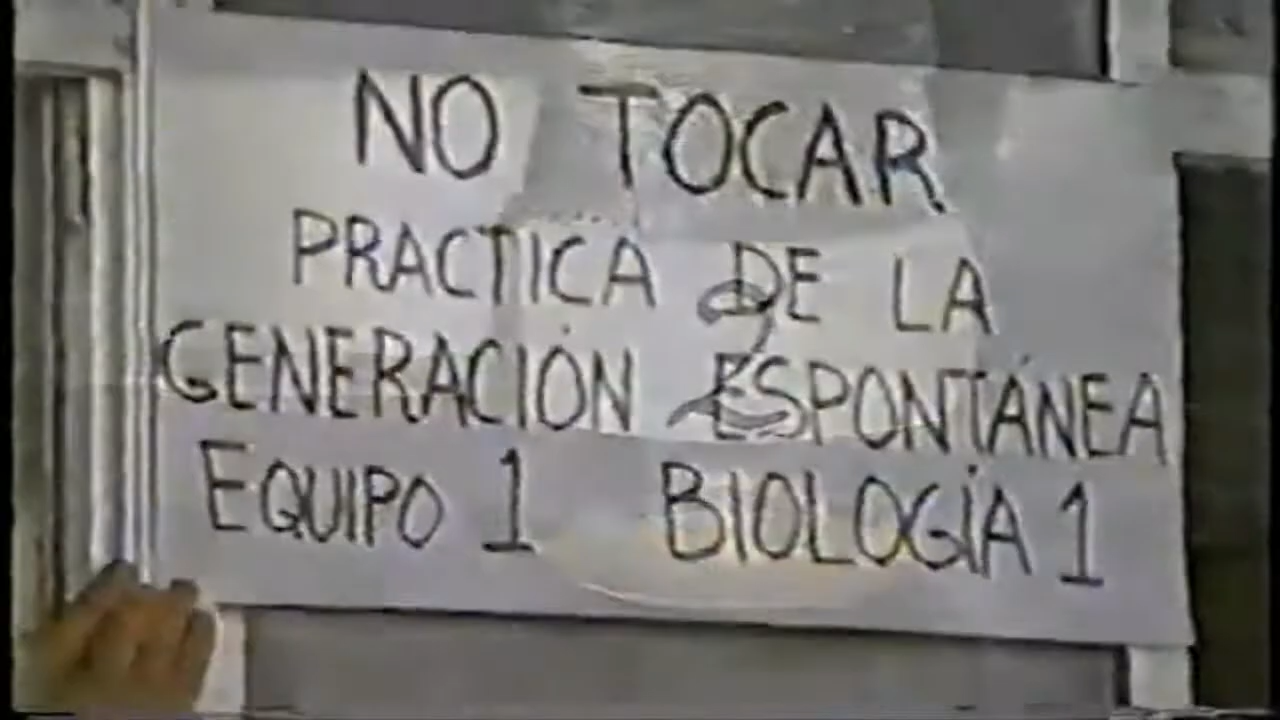 NO TOCAR
PRACTICA DE LA
GENERACIÓN ESPONTÁNEA
EQUIPO 1 BIOLOGÍA 1